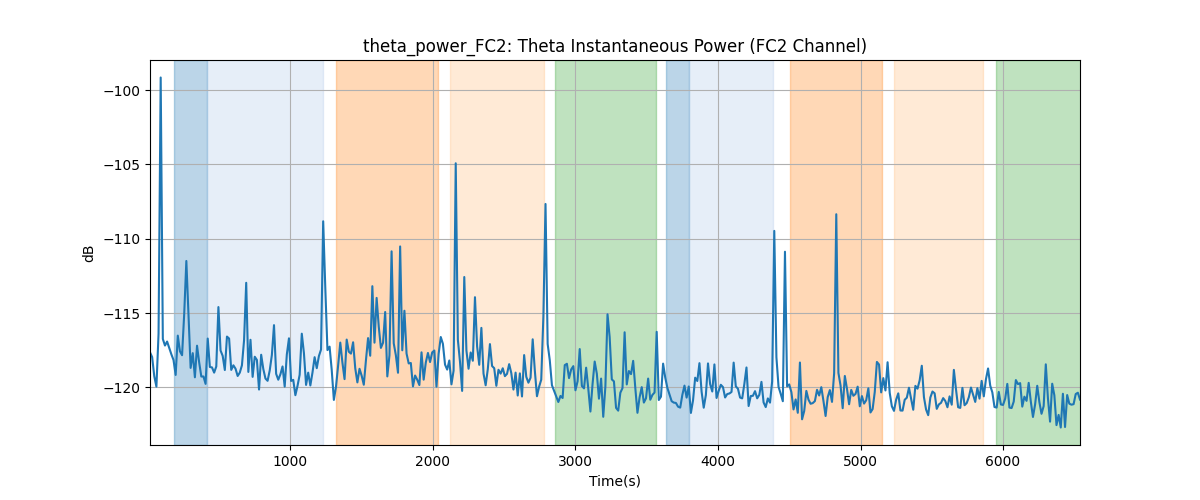 theta_power_FC2: Theta Instantaneous Power (FC2 Channel)
−100
−105
−110
−115
−120
dB
1000 2000 3000 4000 5000 6000
Time(s)